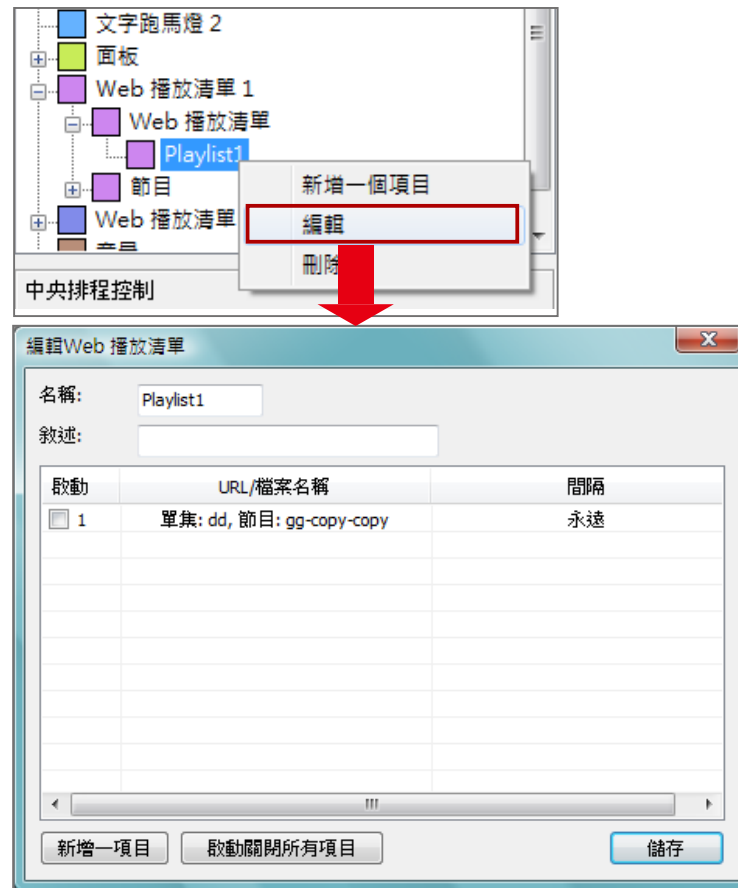 文字跑馬燈 2
面板
Web 播放清單 1
Web 播放清單
Playlist1
新增一個項目
節目
Web 播放清單
編輯
刪除
中央排程控制
編輯Web 播放清單
名稱:
Playlist1
敘述:
啟動 URL/檔案名稱 間隔
1 單集: dd, 節目: gg-copy-copy 永遠
新增一項目 啟動關閉所有項目 儲存